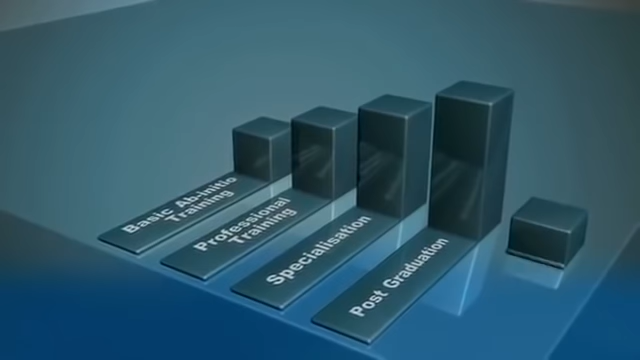 Basic Ab-initio
Training
Professional
Training
Specialisation
Post Graduation